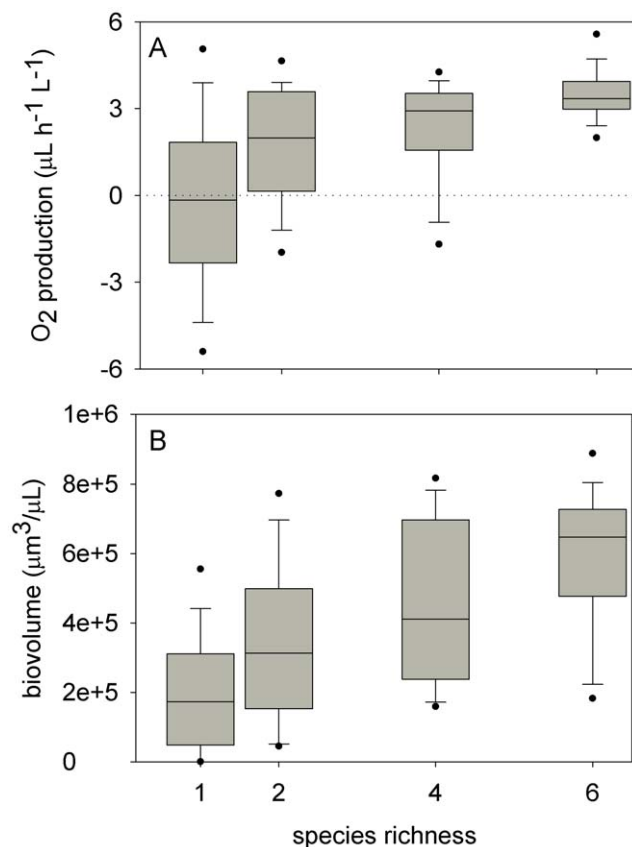 A
O₂ production (µL h⁻¹ L⁻¹)
6
3
0
-3
-6
B
biovolume (µm³/µL)
1e+6
8e+5
6e+5
4e+5
2e+5
0
1 2 4 6
species richness